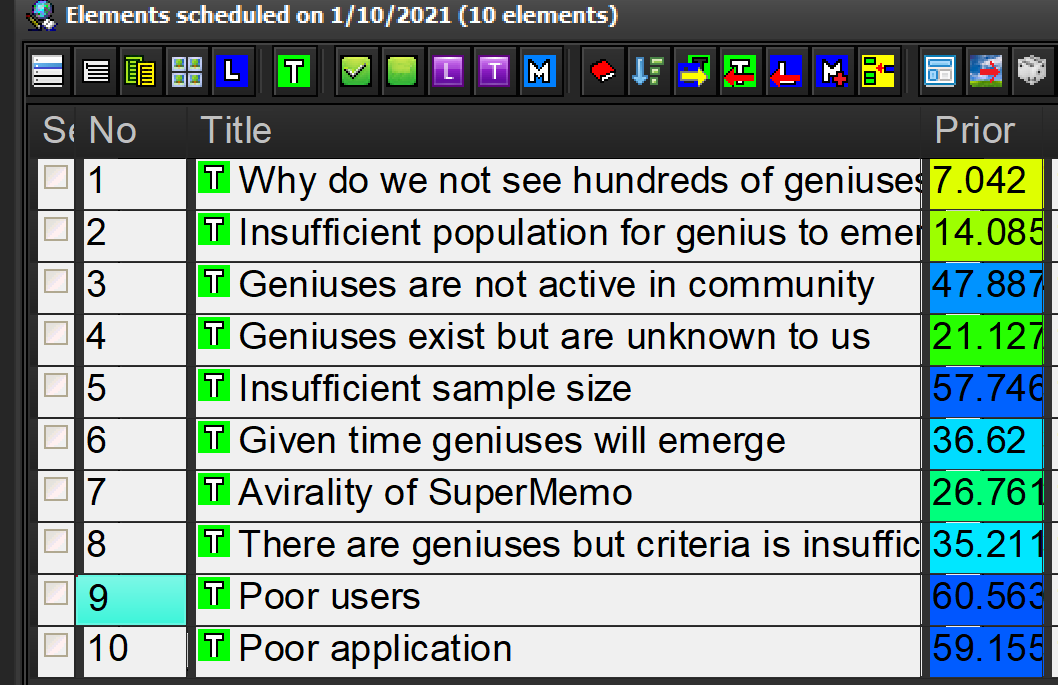 Elements scheduled on 1/10/2021 (10 elements)
L T L T M T L M
Se No Title Prior
1 T Why do we not see hundreds of geniuses 7.042
2 T Insufficient population for genius to emer 14.085
3 T Geniuses are not active in community 47.887
4 T Geniuses exist but are unknown to us 21.127
5 T Insufficient sample size 57.746
6 T Given time geniuses will emerge 36.62
7 T Avirality of SuperMemo 26.761
8 T There are geniuses but criteria is insuffic 35.211
9 T Poor users 60.563
10 T Poor application 59.155